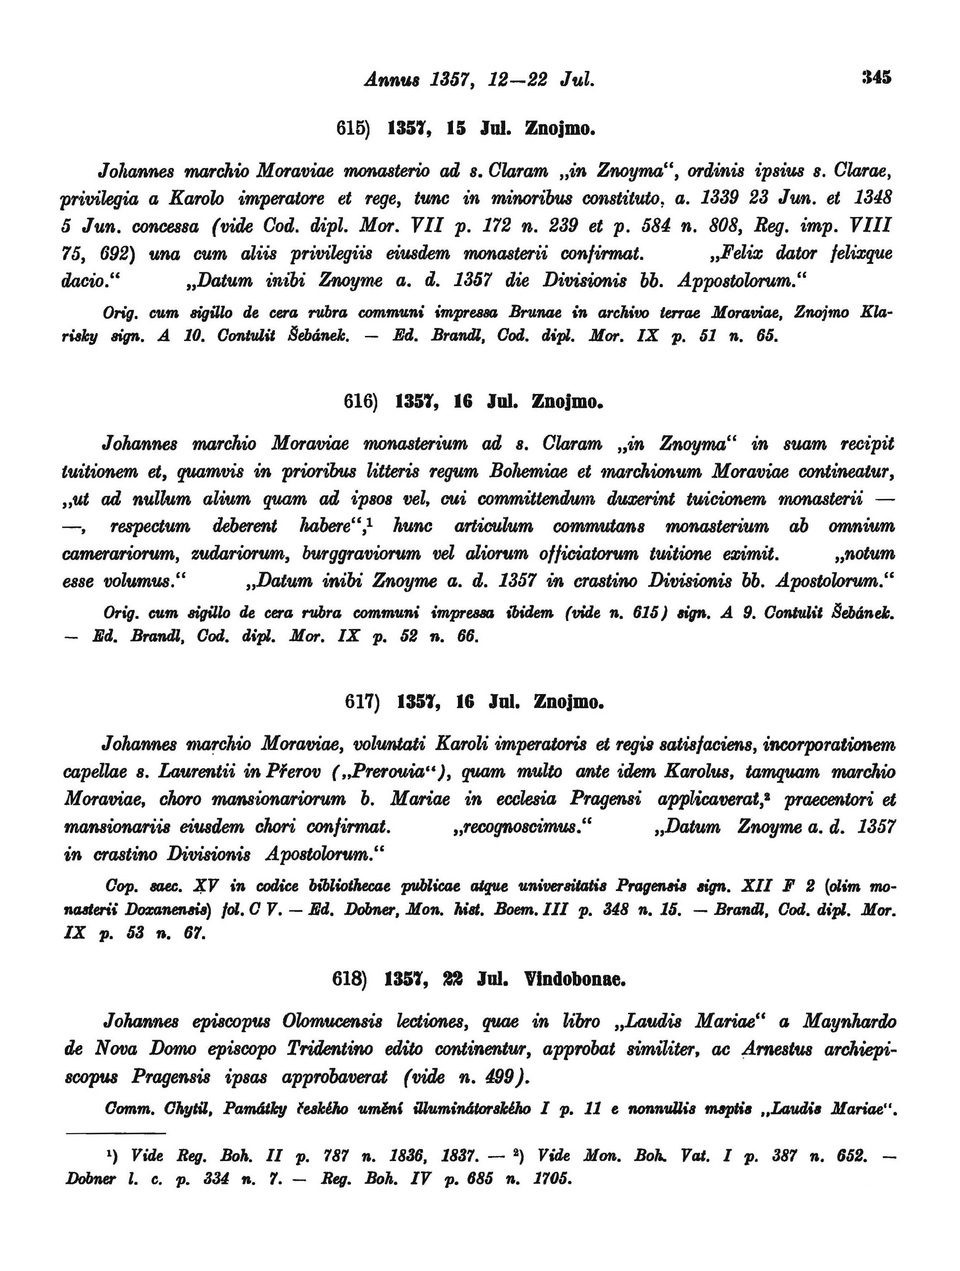 Annus 1357, 12—22 Jul. 345
615) 1357, 15 Jul. Znojmo.
Johannes marchio Moraviae monasterio ad s. Claram „in Znoyma“, ordinis ipsius s. Clarae,
privilegia a Karolo imperatore et rege, tunc in minoribus constituto, a. 1339 23 Jun. et 1348
5 Jun. concessa (vide Cod. dipl. Mor. VII p. 172 n. 239 et p. 584 n. 808, Reg. imp. VIII
75, 692) una cum aliis privilegiis eiusdem monasterii confirmat. „Felix dator felixque
dacio.“ „Datum inibi Znoyme a. d. 1357 die Divisionis bb. Appostolorum.“
Orig. cum sigillo de cera rubra communi impressa Brunae in archivo terrae Moraviae, Znojmo Kla-
risky sign. A 10. Contulit Šebánek. — Ed. Brandl, Cod. dipl. Mor. IX p. 51 n. 65.
616) 1357, 16 Jul. Znojmo.
Johannes marchio Moraviae monasterium ad s. Claram „in Znoyma“ in suam recipit
tuitionem et, quamvis in prioribus litteris regum Bohemiae et marchionum Moraviae contineatur,
„ut ad nullum alium quam ad ipsos vel, cui committendum duxerint tuicionem monasterii —
—, respectum deberent habere“,¹ hunc articulum commutans monasterium ab omnium
camerariorum, zudariorum, burggraviorum vel aliorum officiatorum tuitione eximit. „notum
esse volumus.“ „Datum inibi Znoyme a. d. 1357 in crastino Divisionis bb. Apostolorum.“
Orig. cum sigillo de cera rubra communi impressa ibidem (vide n. 615) sign. A 9. Contulit Šebánek.
— Ed. Brandl, Cod. dipl. Mor. IX p. 52 n. 66.
617) 1357, 16 Jul. Znojmo.
Johannes marchio Moraviae, voluntati Karoli imperatoris et regis satisfaciens, incorporationem
capellae s. Laurentii in Přerov („Prerouia“), quam multo ante idem Karolus, tamquam marchio
Moraviae, choro mansionariorum b. Mariae in ecclesia Pragensi applicaverat,² praecentori et
mansionariis eiusdem chori confirmat. „recognoscimus.“ „Datum Znoyme a. d. 1357
in crastino Divisionis Apostolorum.“
Cop. saec. XV in codice bibliothecae publicae atque universitatis Pragensis sign. XII F 2 (olim mo-
nasterii Doxanensis) fol. C V. — Ed. Dobner, Mon. hist. Boem. III p. 348 n. 15. — Brandl, Cod. dipl. Mor.
IX p. 53 n. 67.
618) 1357, 22 Jul. Vindobonae.
Johannes episcopus Olomucensis lectiones, quae in libro „Laudis Mariae“ a Maynhardo
de Nova Domo episcopo Tridentino edito continentur, approbat similiter, ac Arnestus archiepi-
scopus Pragensis ipsas approbaverat (vide n. 499).
Comm. Chytil, Památky českého umění illuminátorského I p. 11 e nonnullis msptis „Laudis Mariae“.
¹) Vide Reg. Boh. II p. 787 n. 1836, 1837. — ²) Vide Mon. Boh. Vat. I p. 387 n. 652. —
Dobner l. c. p. 334 n. 7. — Reg. Boh. IV p. 685 n. 1705.